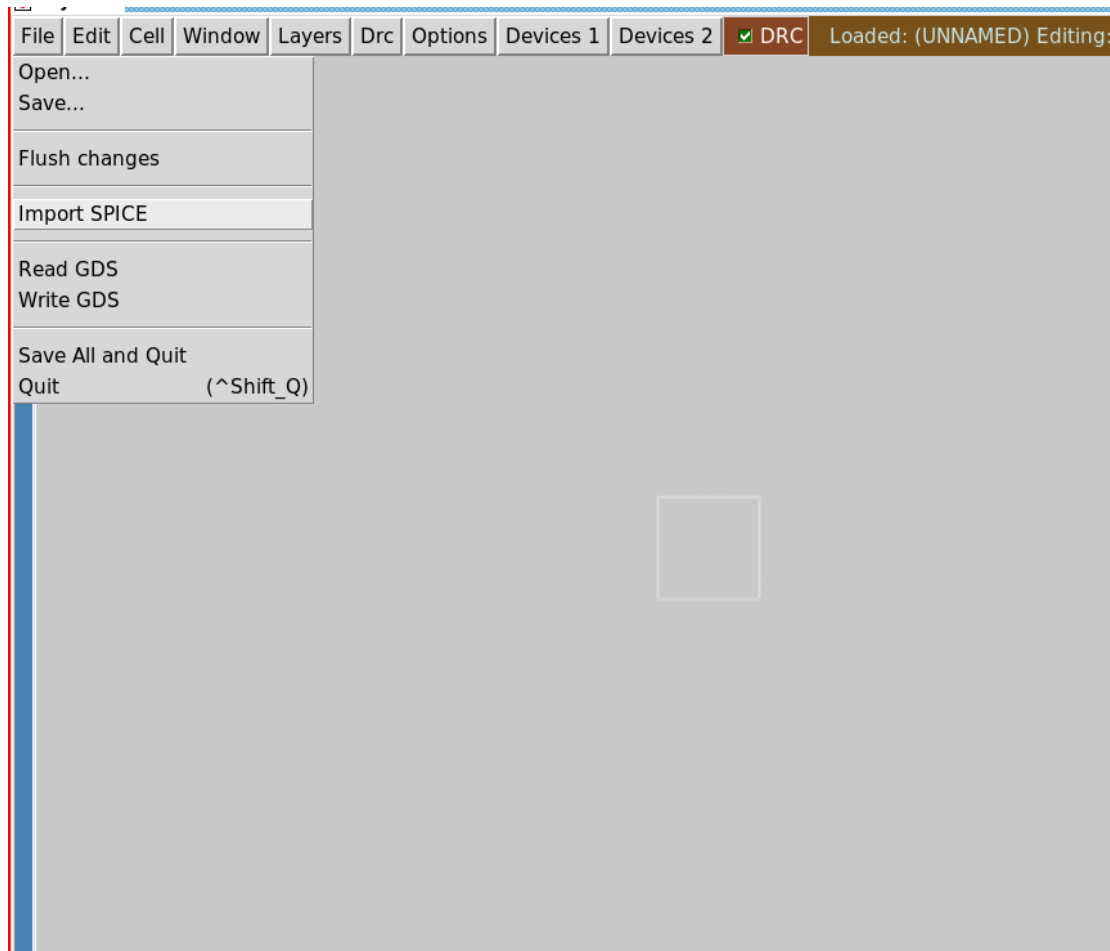 File Edit Cell Window Layers Drc Options Devices 1 Devices 2 DRC Loaded: (UNNAMED) Editing:
Open...
Save...
Flush changes
Import SPICE
Read GDS
Write GDS
Save All and Quit
Quit (^Shift_Q)